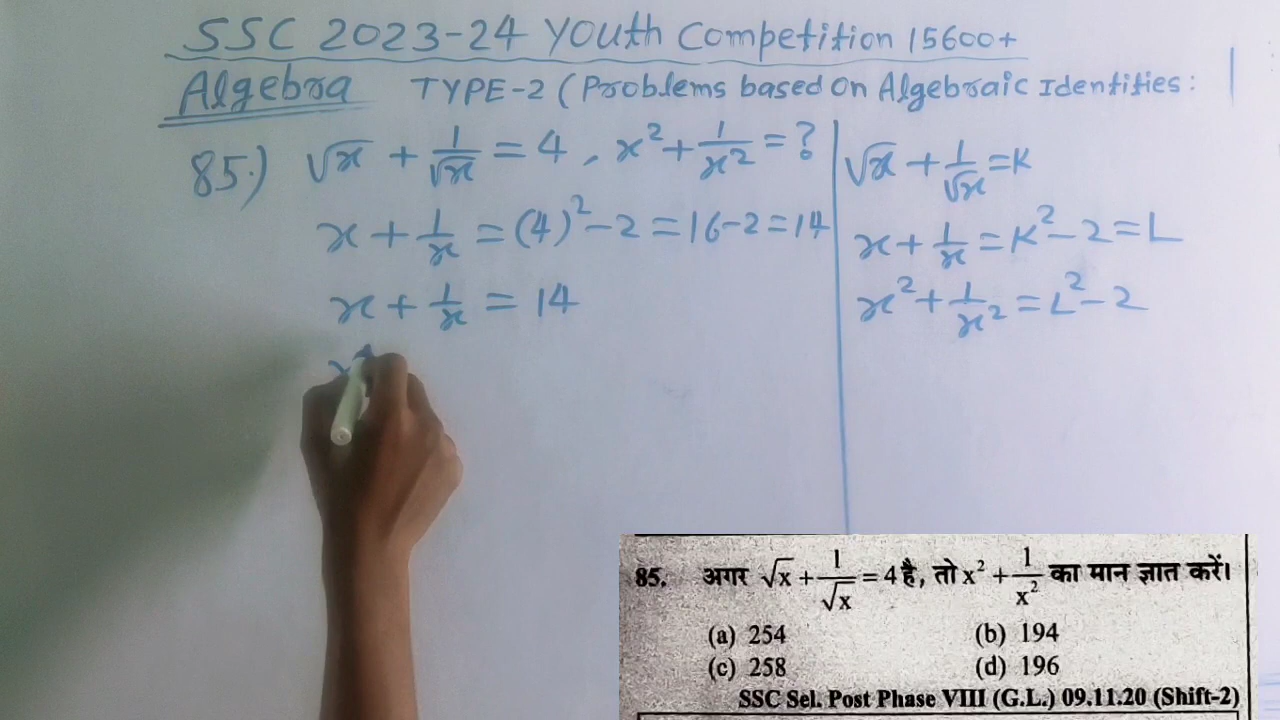 SSC 2023-24 Youth Competition 15600+
Algebra TYPE-2 (Problems based on Algebraic Identities:
85.) √x + 1/√x = 4, x² + 1/x² = ?
x + 1/x = (4)² - 2 = 16-2 = 14
x + 1/x = 14
√x + 1/√x = K
x + 1/x = K² - 2 = L
x² + 1/x² = L² - 2
85. अगर √x + 1/√x = 4 है, तो x² + 1/x² का मान ज्ञात करें।
(a) 254 (b) 194
(c) 258 (d) 196
SSC Sel. Post Phase VIII (G.L.) 09.11.20 (Shift-2)